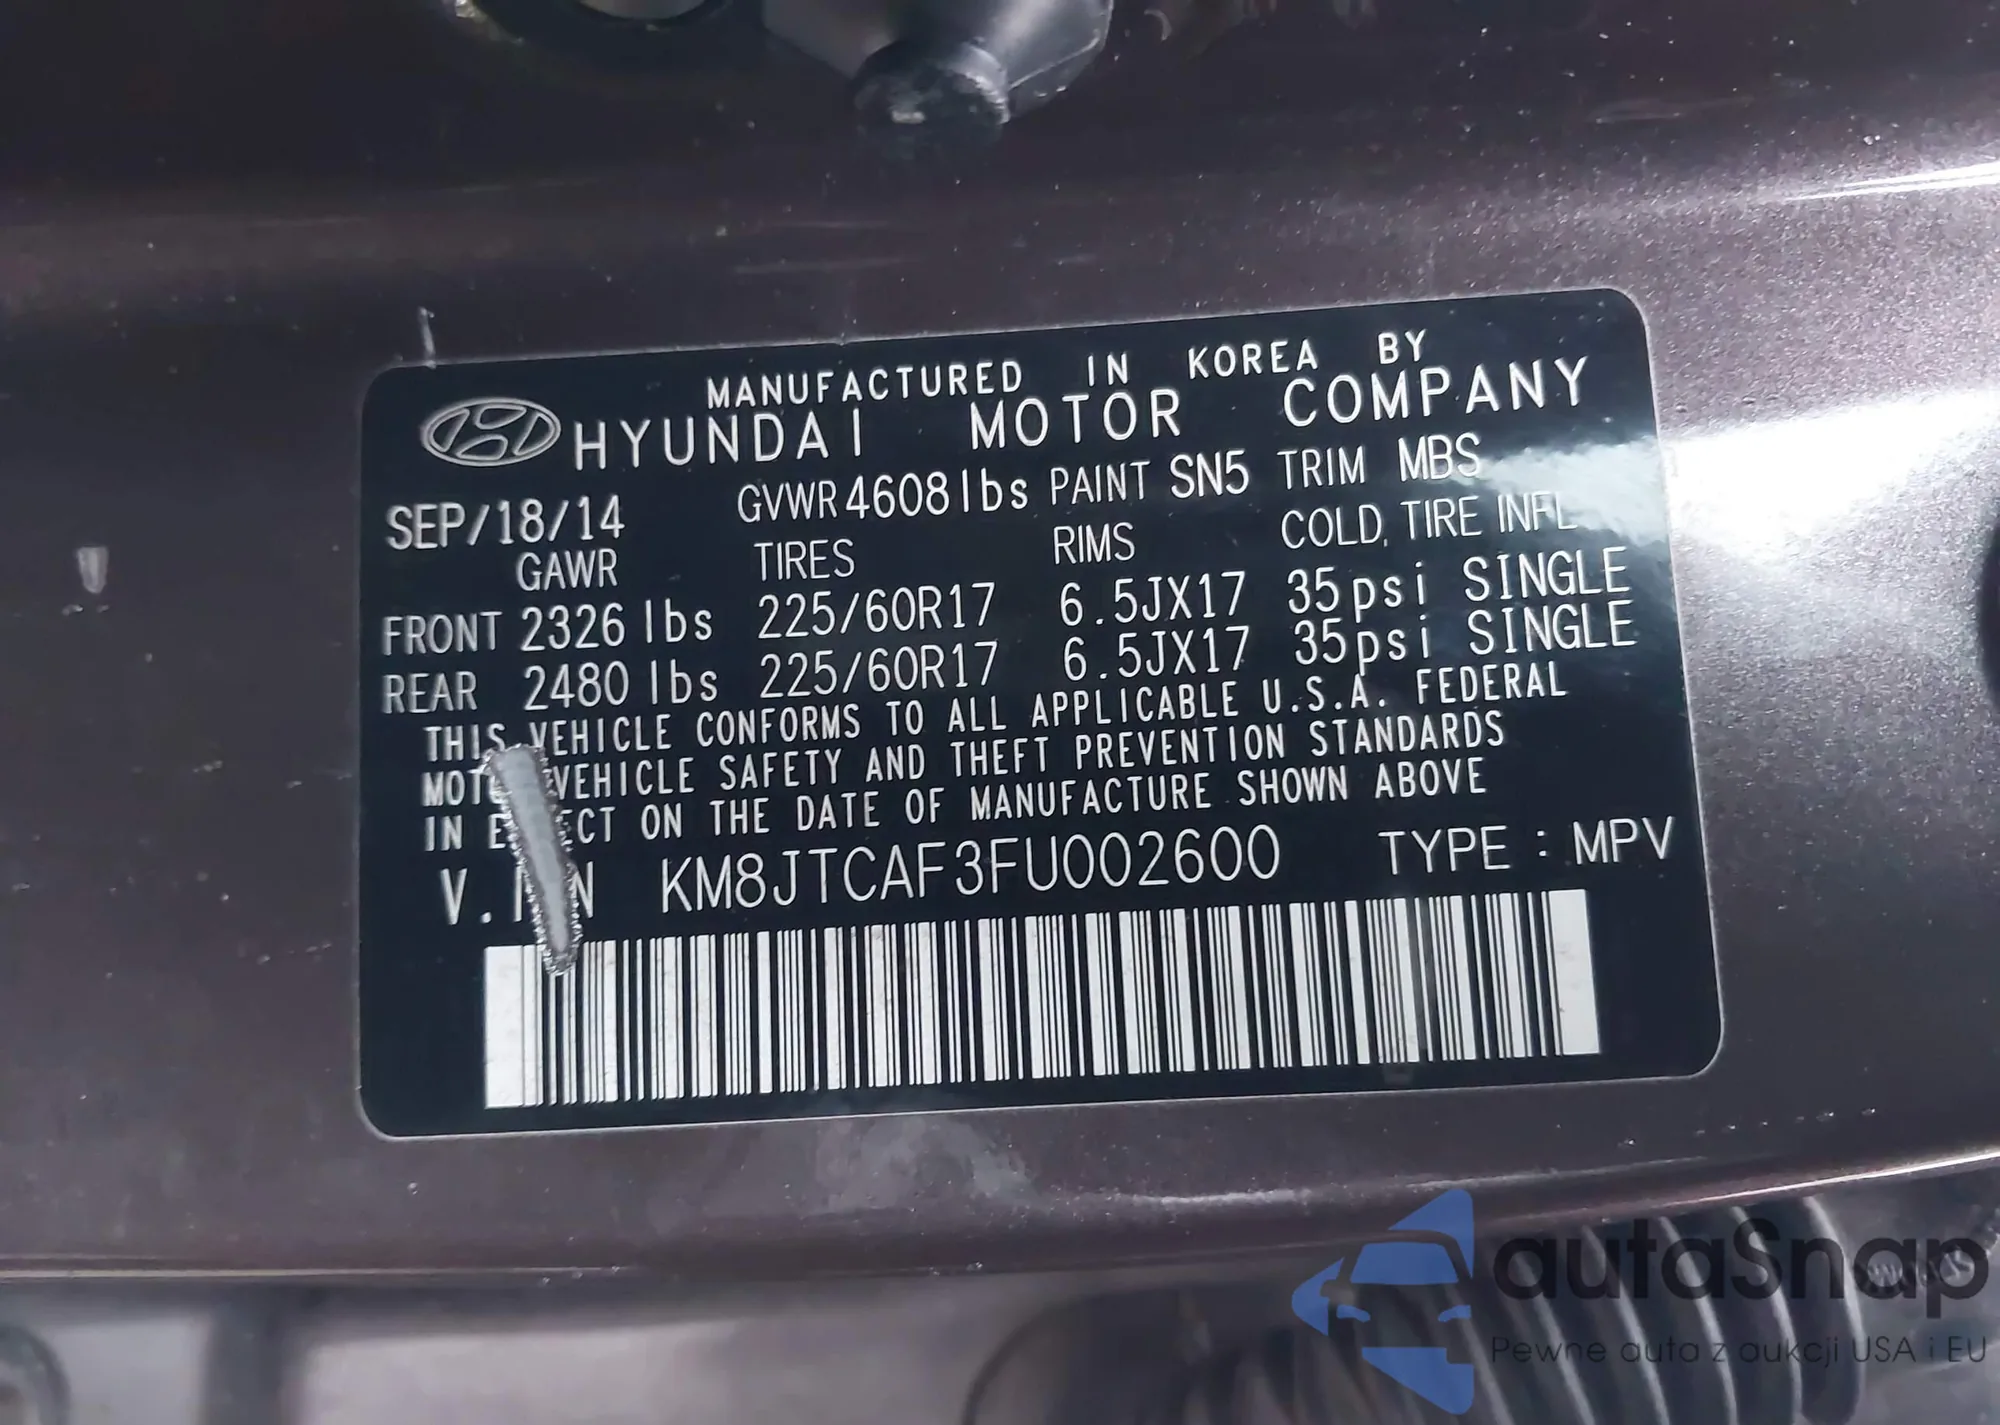 MANUFACTURED IN KOREA BY
HYUNDAI MOTOR COMPANY
SEP/18/14 GVWR 4608 lbs PAINT SN5 TRIM MBS
GAWR TIRES RIMS COLD, TIRE INFL
FRONT 2326 lbs 225/60R17 6.5JX17 35psi SINGLE
REAR 2480 lbs 225/60R17 6.5JX17 35psi SINGLE
THIS VEHICLE CONFORMS TO ALL APPLICABLE U.S.A. FEDERAL
VEHICLE SAFETY AND THEFT PREVENTION STANDARDS
IN ON THE DATE OF MANUFACTURE SHOWN ABOVE
KM8JTCAF3FU002600 TYPE : MPV
autaSnap
Pewne auta z aukcji USA i EU